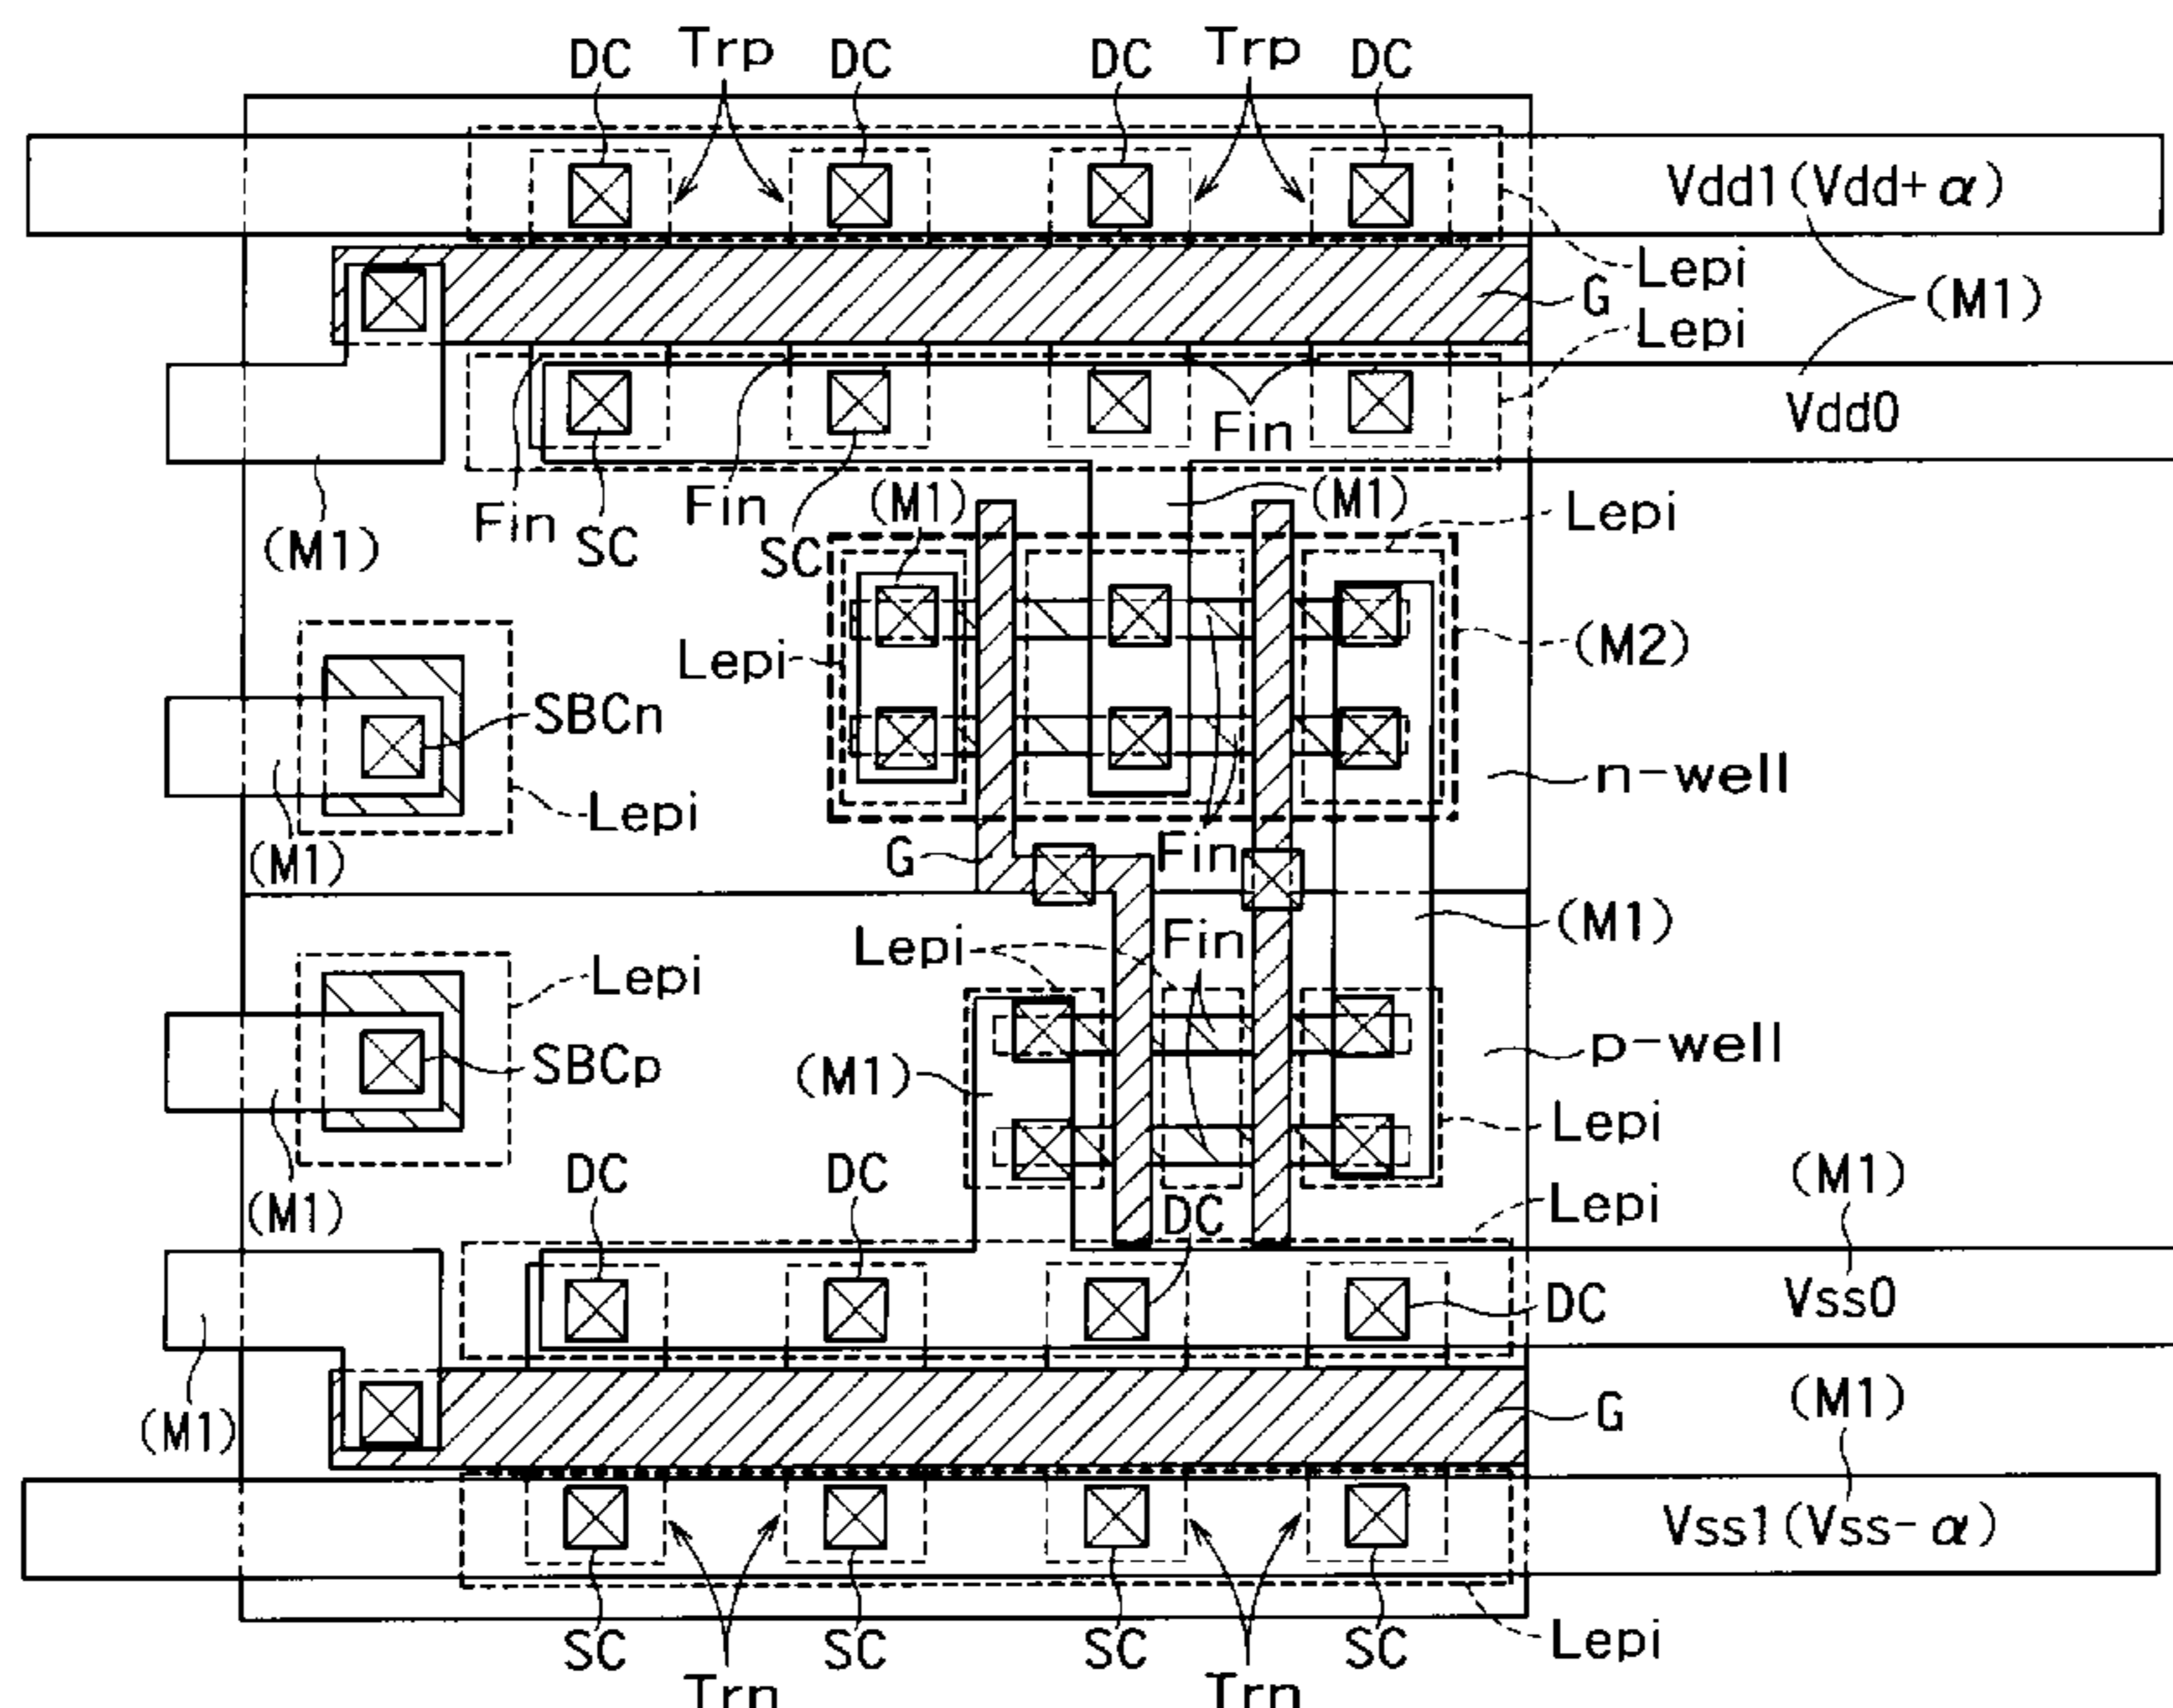 DC Trp DC DC Trp DC
Vdd1(Vdd+α)
Lepi
G (M1)
Lepi
Vdd0
Fin
(M1) (M1)
Fin Fin Lepi
(M1) SC SC
Lepi (M2)
SBCn
n-well
Lepi
(M1) G Fin
(M1)
Lepi Fin
Lepi
p-well
SBCp (M1)
Lepi
DC DC (M1)
(M1) DC Lepi
DC Vss0
(M1)
(M1) G
Vss1(Vss-α)
SC SC SC SC Lepi
Trn Trn